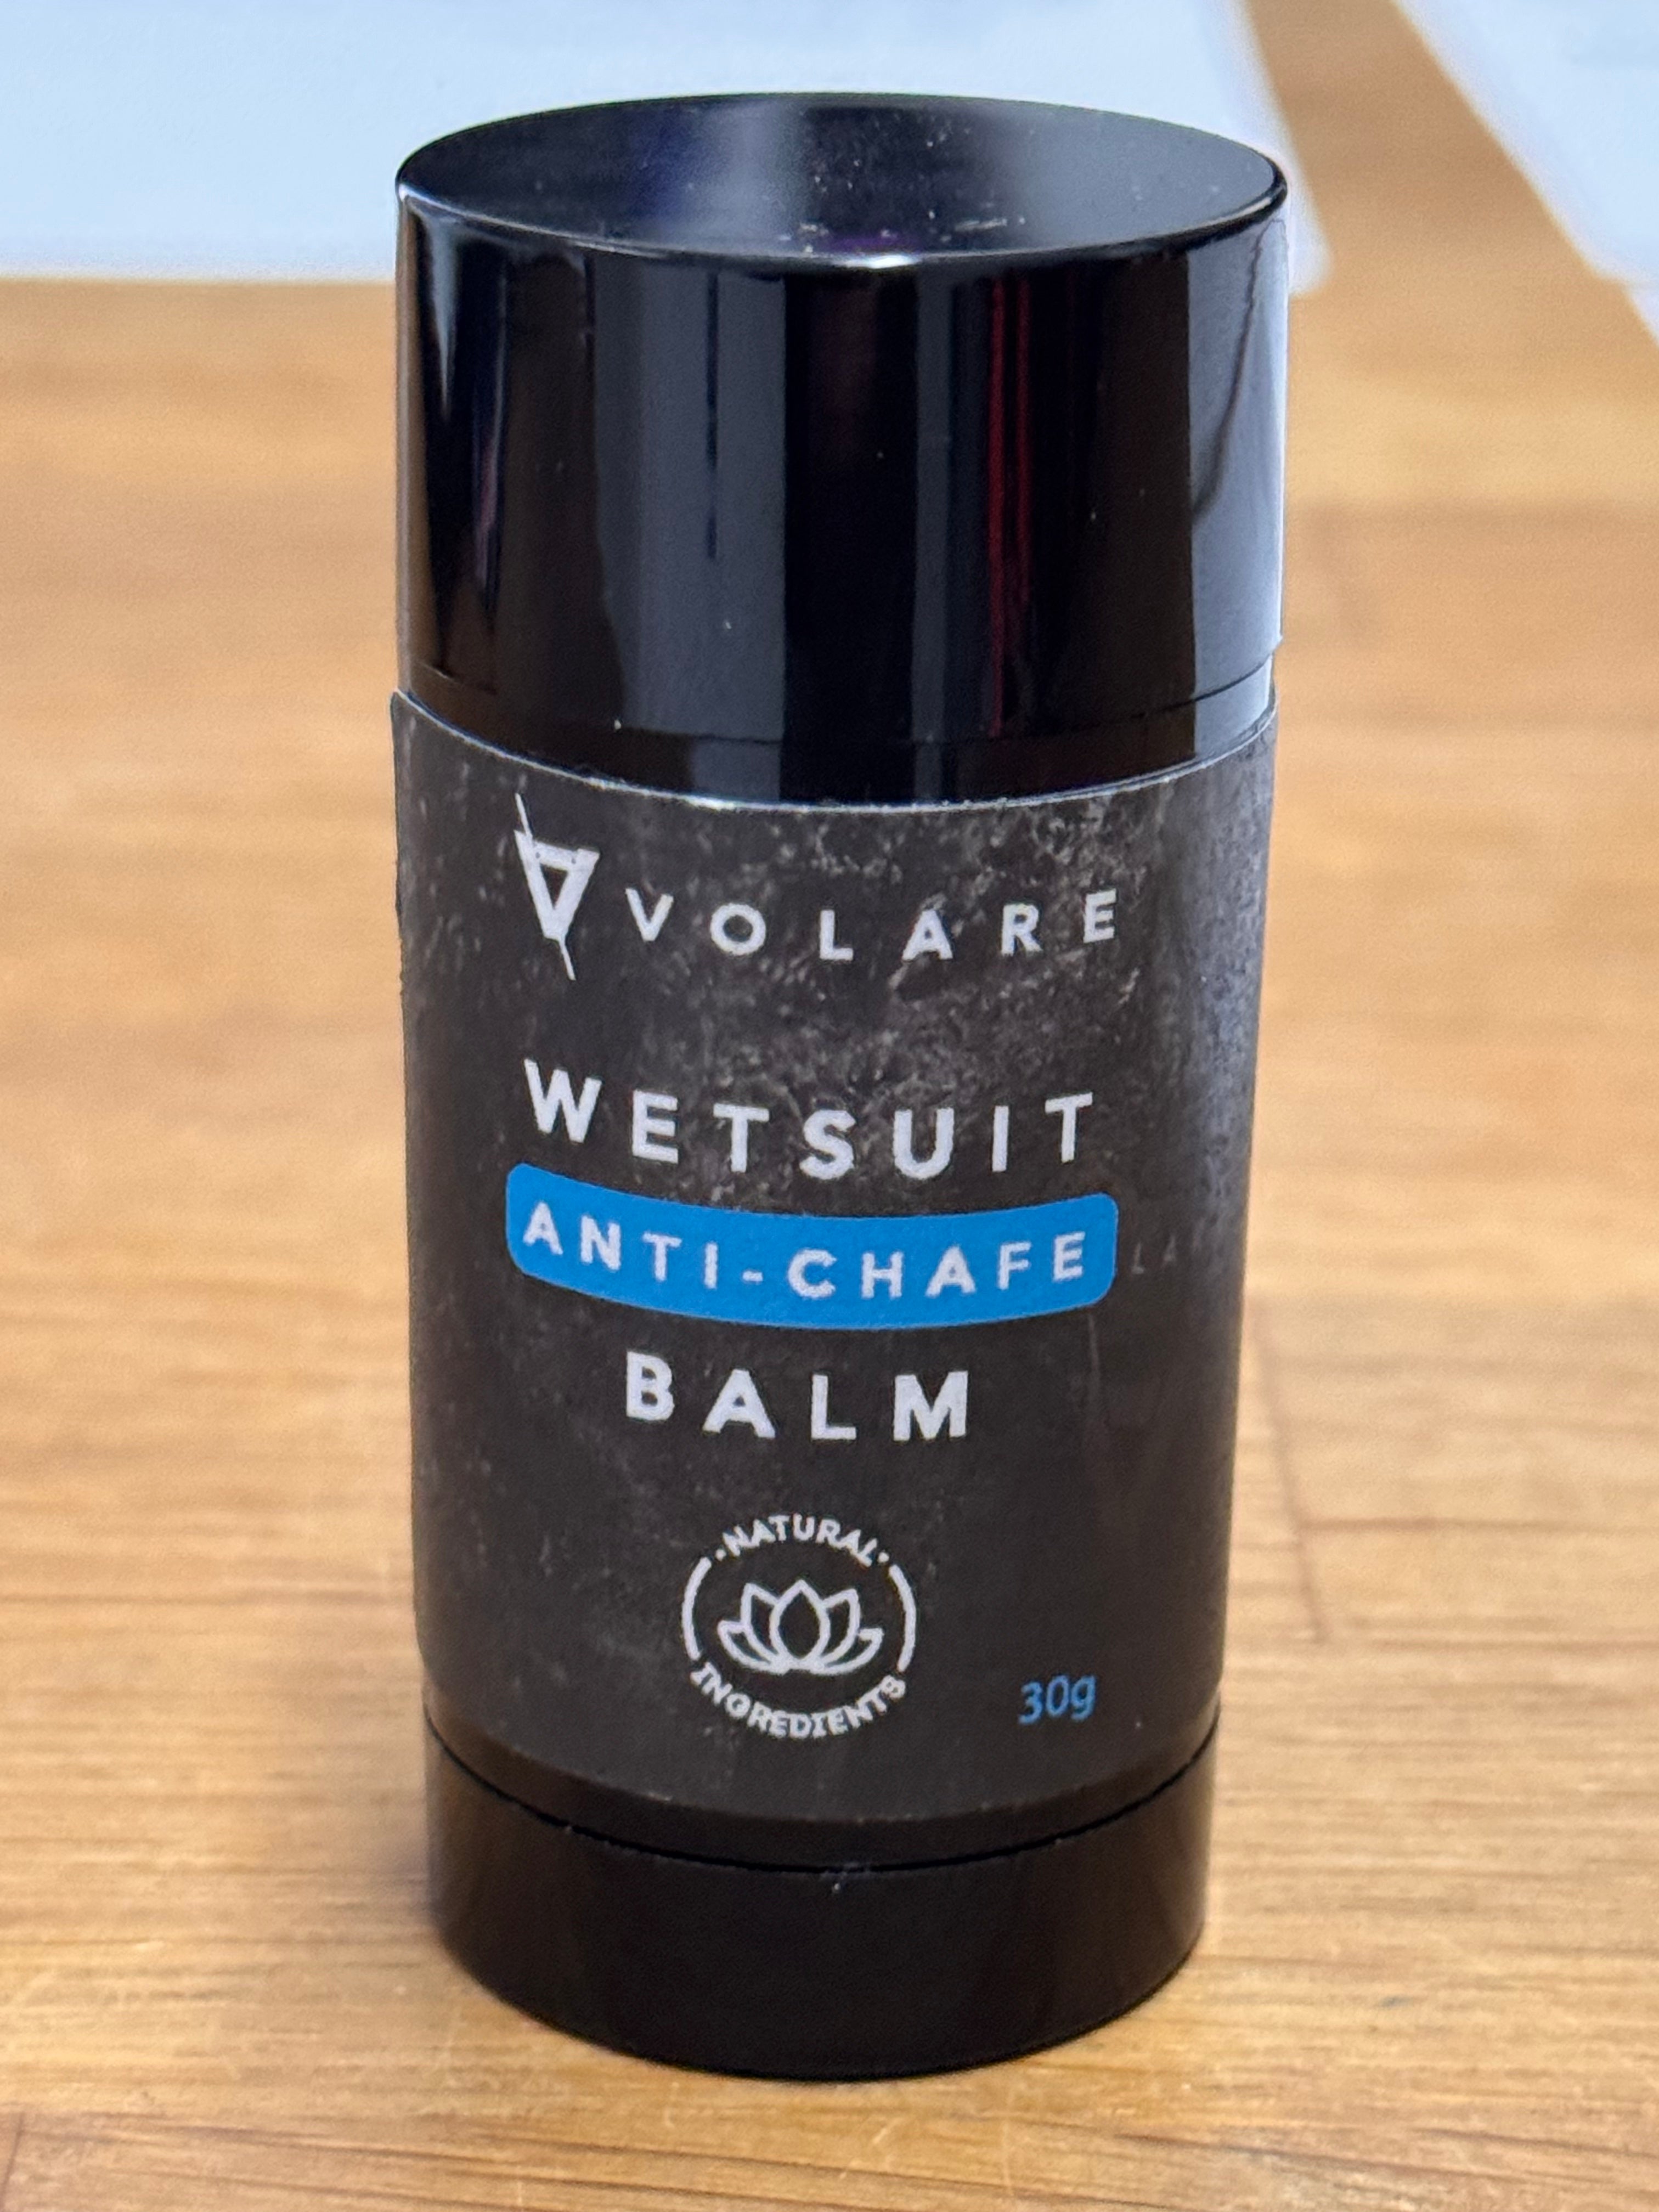 VOLARE
WETSUIT
ANTI-CHAFE
BALM
·NATURAL·
INGREDIENTS
30g